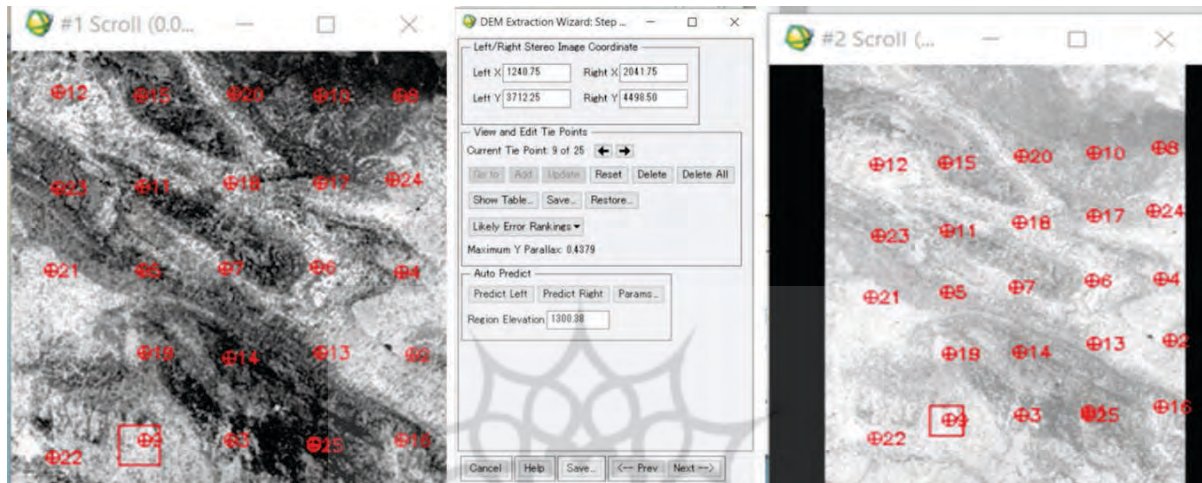 #1 Scroll (0.0...
12 15 20 10 8
23 11 18 17 24
21 5 7 6 4
19 14 13 2
9 3 25 16
22
DEM Extraction Wizard: Step ...
Left/Right Stereo Image Coordinate
Left X 1240.75 Right X 2041.75
Left Y 3712.25 Right Y 4498.50
View and Edit Tie Points
Current Tie Point: 9 of 25
Go to Add Update Reset Delete Delete All
Show Table... Save... Restore...
Likely Error Rankings
Maximum Y Parallax: 0.4379
Auto Predict
Predict Left Predict Right Params...
Region Elevation 1300.38
Cancel Help Save... <-- Prev Next -->
#2 Scroll (...
12 15 20 10 8
23 11 18 17 24
21 5 7 6 4
19 14 13 2
9 3 25 16
22